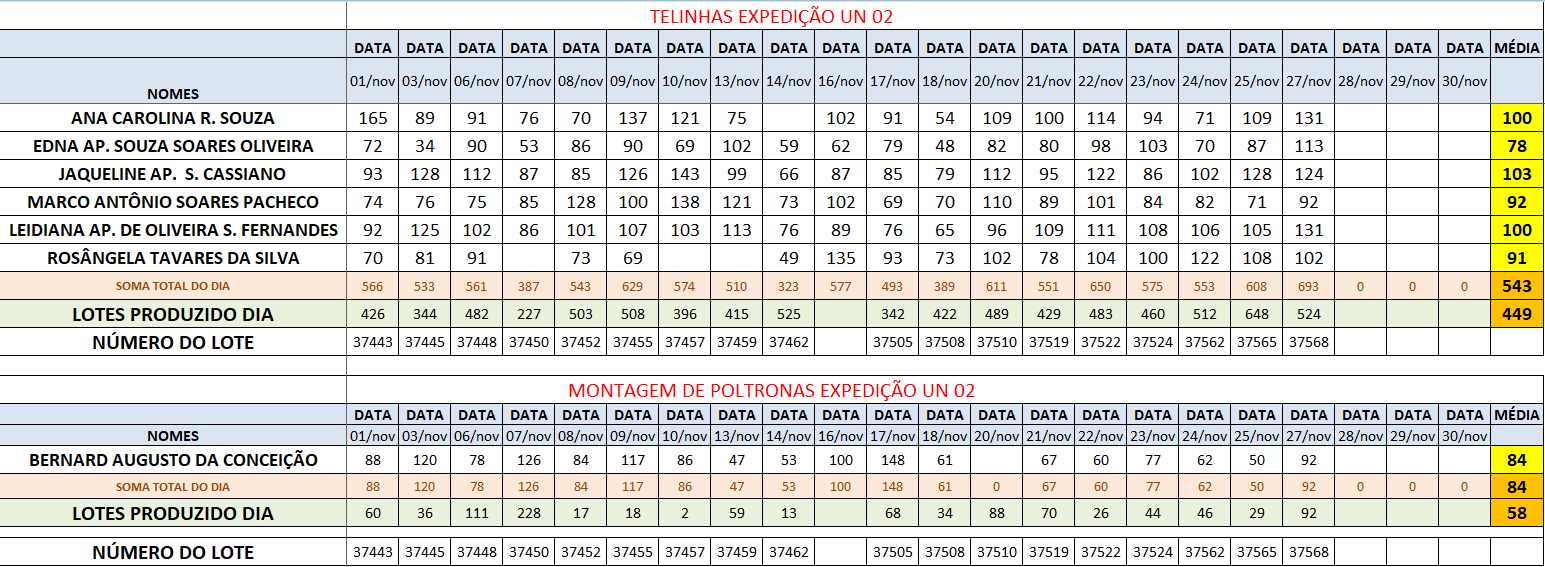 TELINHAS EXPEDIÇÃO UN 02
DATA DATA DATA DATA DATA DATA DATA DATA DATA DATA DATA DATA DATA DATA DATA DATA DATA DATA DATA DATA DATA DATA MÉDIA
NOMES 01/nov 03/nov 06/nov 07/nov 08/nov 09/nov 10/nov 13/nov 14/nov 16/nov 17/nov 18/nov 20/nov 21/nov 22/nov 23/nov 24/nov 25/nov 27/nov 28/nov 29/nov 30/nov
ANA CAROLINA R. SOUZA 165 89 91 76 70 137 121 75 102 91 54 109 100 114 94 71 109 131 100
EDNA AP. SOUZA SOARES OLIVEIRA 72 34 90 53 86 90 69 102 59 62 79 48 82 80 98 103 70 87 113 78
JAQUELINE AP. S. CASSIANO 93 128 112 87 85 126 143 99 66 87 85 79 112 95 122 86 102 128 124 103
MARCO ANTÔNIO SOARES PACHECO 74 76 75 85 128 100 138 121 73 102 69 70 110 89 101 84 82 71 92 92
LEIDIANA AP. DE OLIVEIRA S. FERNANDES 92 125 102 86 101 107 103 113 76 89 76 65 96 109 111 108 106 105 131 100
ROSÂNGELA TAVARES DA SILVA 70 81 91 73 69 49 135 93 73 102 78 104 100 122 108 102 91
SOMA TOTAL DO DIA 566 533 561 387 543 629 574 510 323 577 493 389 611 551 650 575 553 608 693 0 0 0 543
LOTES PRODUZIDO DIA 426 344 482 227 503 508 396 415 525 342 422 489 429 483 460 512 648 524 449
NÚMERO DO LOTE 37443 37445 37448 37450 37452 37455 37457 37459 37462 37505 37508 37510 37519 37522 37524 37562 37565 37568
MONTAGEM DE POLTRONAS EXPEDIÇÃO UN 02
DATA DATA DATA DATA DATA DATA DATA DATA DATA DATA DATA DATA DATA DATA DATA DATA DATA DATA DATA DATA DATA DATA MÉDIA
NOMES 01/nov 03/nov 06/nov 07/nov 08/nov 09/nov 10/nov 13/nov 14/nov 16/nov 17/nov 18/nov 20/nov 21/nov 22/nov 23/nov 24/nov 25/nov 27/nov 28/nov 29/nov 30/nov
BERNARD AUGUSTO DA CONCEIÇÃO 88 120 78 126 84 117 86 47 53 100 148 61 67 60 77 62 50 92 84
SOMA TOTAL DO DIA 88 120 78 126 84 117 86 47 53 100 148 61 0 67 60 77 62 50 92 0 0 0 84
LOTES PRODUZIDO DIA 60 36 111 228 17 18 2 59 13 68 34 88 70 26 44 46 29 92 58
NÚMERO DO LOTE 37443 37445 37448 37450 37452 37455 37457 37459 37462 37505 37508 37510 37519 37522 37524 37562 37565 37568